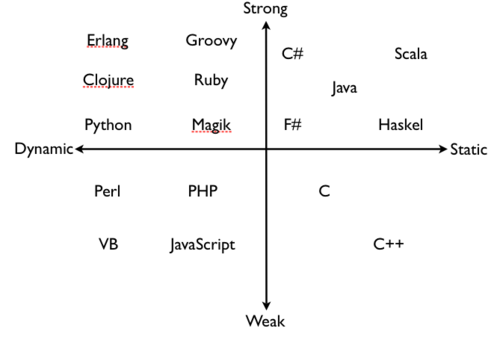 Strong
Erlang Groovy C# Scala
Clojure Ruby Java
Python Magik F# Haskel
Dynamic Static
Perl PHP C
VB JavaScript C++
Weak